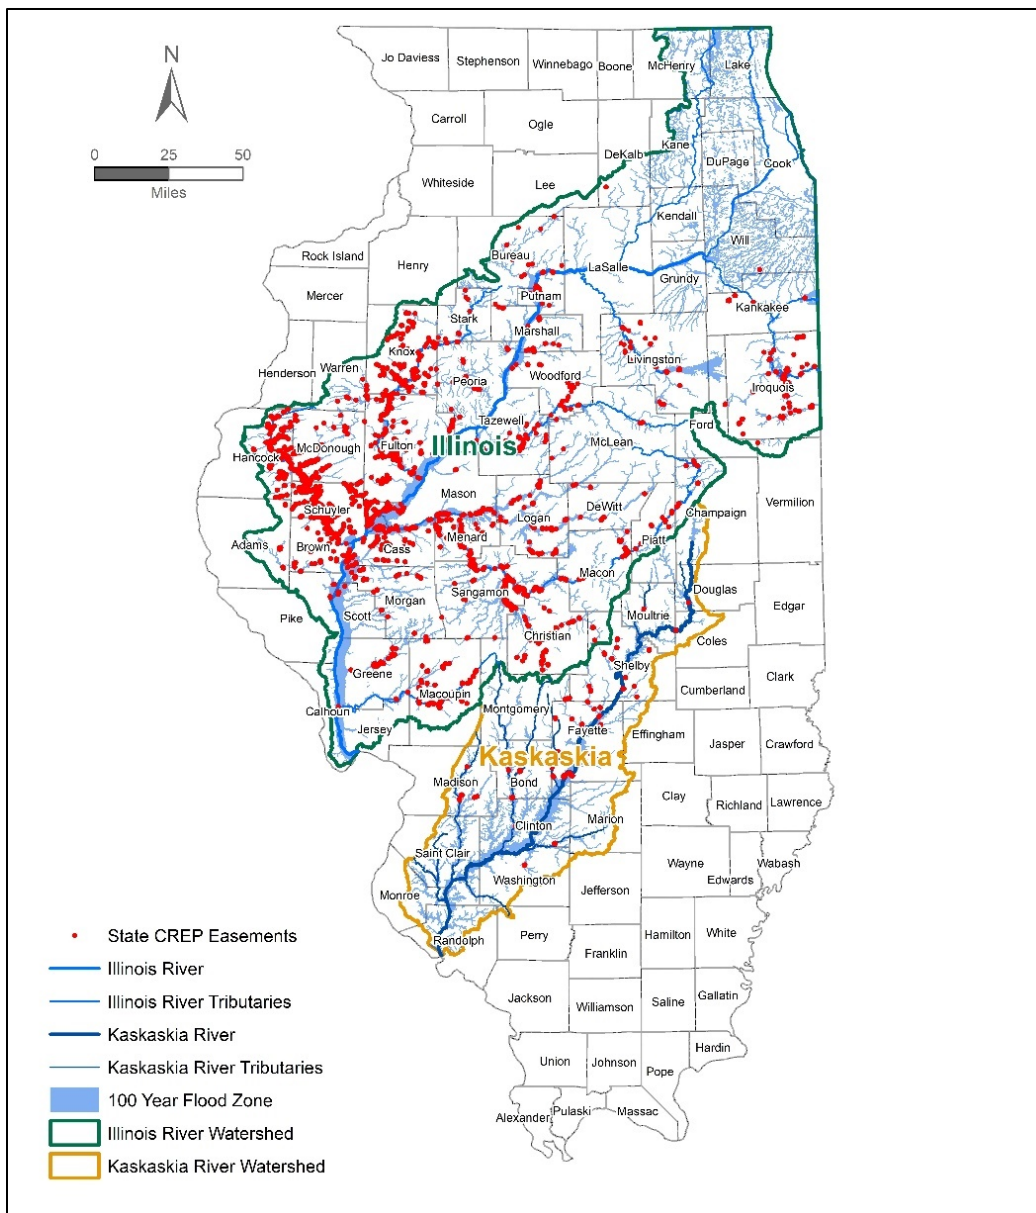 N
Jo Daviess
Stephenson
Winnebago
Boone
McHenry
Lake
0
25
50
Miles
Carroll
Ogle
DeKalb
Kane
DuPage
Cook
Whiteside
Lee
Kendall
Will
Rock Island
Henry
Bureau
LaSalle
Grundy
Mercer
Putnam
Kankakee
Stark
Marshall
Knox
Livingston
Henderson
Warren
Peoria
Woodford
Iroquois
Tazewell
Ford
McDonough
Fulton
Illinois
McLean
Hancock
Mason
Vermilion
Schuyler
Logan
DeWitt
Champaign
Adams
Brown
Cass
Menard
Piatt
Macon
Sangamon
Douglas
Morgan
Pike
Scott
Moultrie
Edgar
Christian
Coles
Greene
Shelby
Macoupin
Cumberland
Clark
Calhoun
Montgomery
Jersey
Fayette
Effingham
Jasper
Crawford
Kaskaskia
Madison
Bond
Clay
Richland
Lawrence
Clinton
Marion
Saint Clair
Wayne
Wabash
Edwards
Washington
Jefferson
Monroe
Randolph
Perry
Hamilton
White
State CREP Easements
Franklin
Illinois River
Jackson
Williamson
Saline
Gallatin
Illinois River Tributaries
Kaskaskia River
Hardin
Union
Johnson
Pope
Kaskaskia River Tributaries
100 Year Flood Zone
Alexander
Pulaski
Massac
Illinois River Watershed
Kaskaskia River Watershed